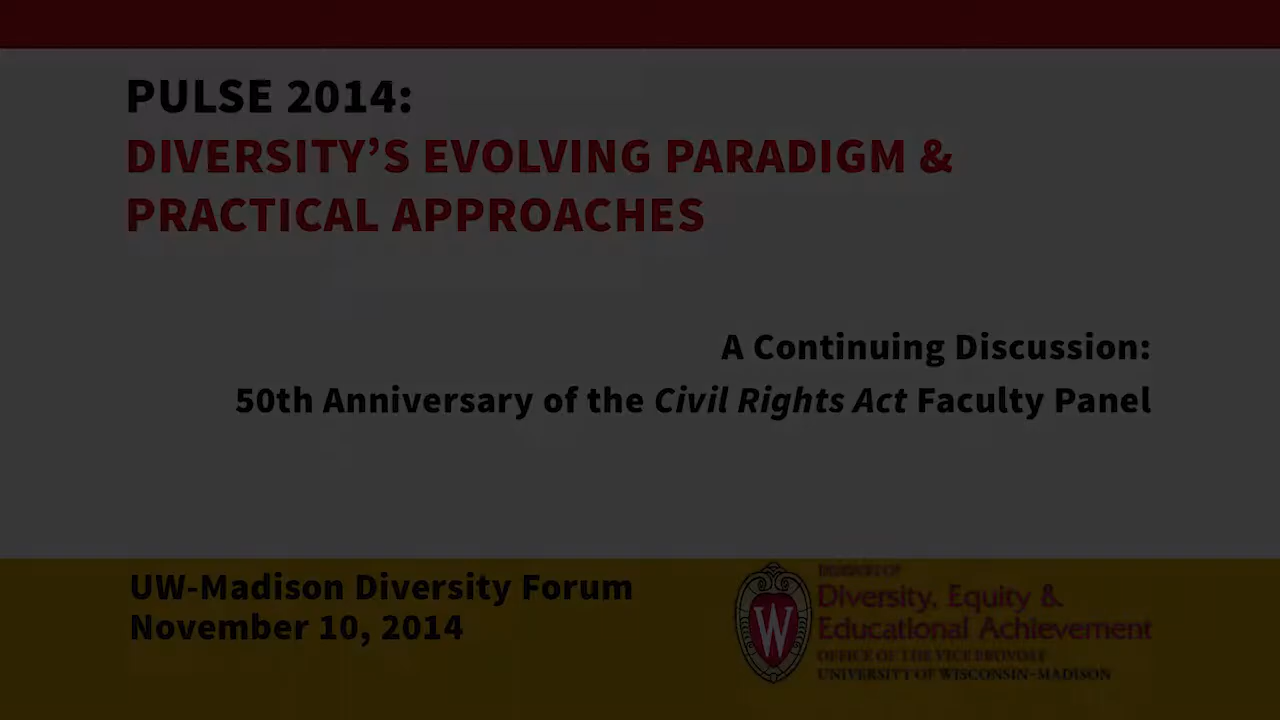 PULSE 2014:
DIVERSITY’S EVOLVING PARADIGM &
PRACTICAL APPROACHES
A Continuing Discussion:
50th Anniversary of the Civil Rights Act Faculty Panel
UW-Madison Diversity Forum
November 10, 2014
W
DIVISION OF
Diversity, Equity &
Educational Achievement
OFFICE OF THE VICE PROVOST
UNIVERSITY OF WISCONSIN–MADISON